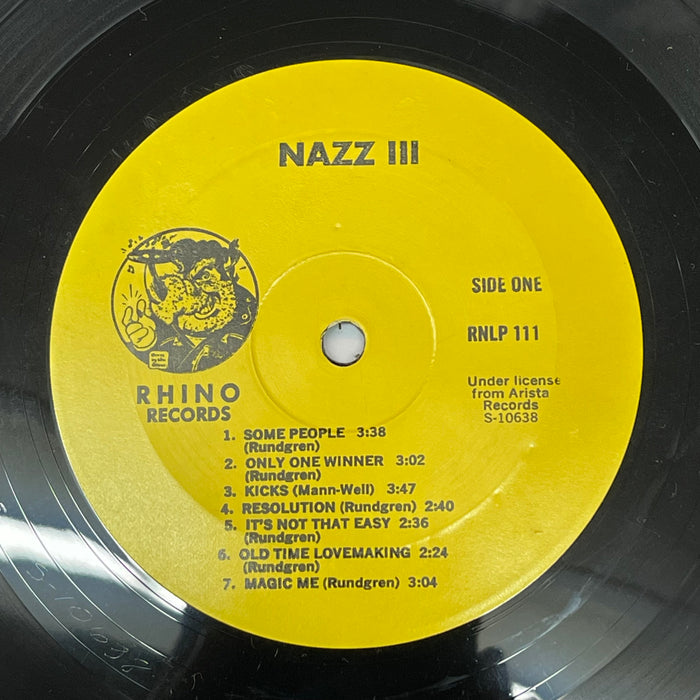 NAZZ III
SIDE ONE
RNLP 111
Under license
from Arista
Records
S-10638
RHINO
RECORDS
1. SOME PEOPLE 3:38
(Rundgren)
2. ONLY ONE WINNER 3:02
(Rundgren)
3. KICKS (Mann-Well) 3:47
4. RESOLUTION (Rundgren) 2:40
5. IT'S NOT THAT EASY 2:36
(Rundgren)
6. OLD TIME LOVEMAKING 2:24
(Rundgren)
7. MAGIC ME (Rundgren) 3:04
S-10638